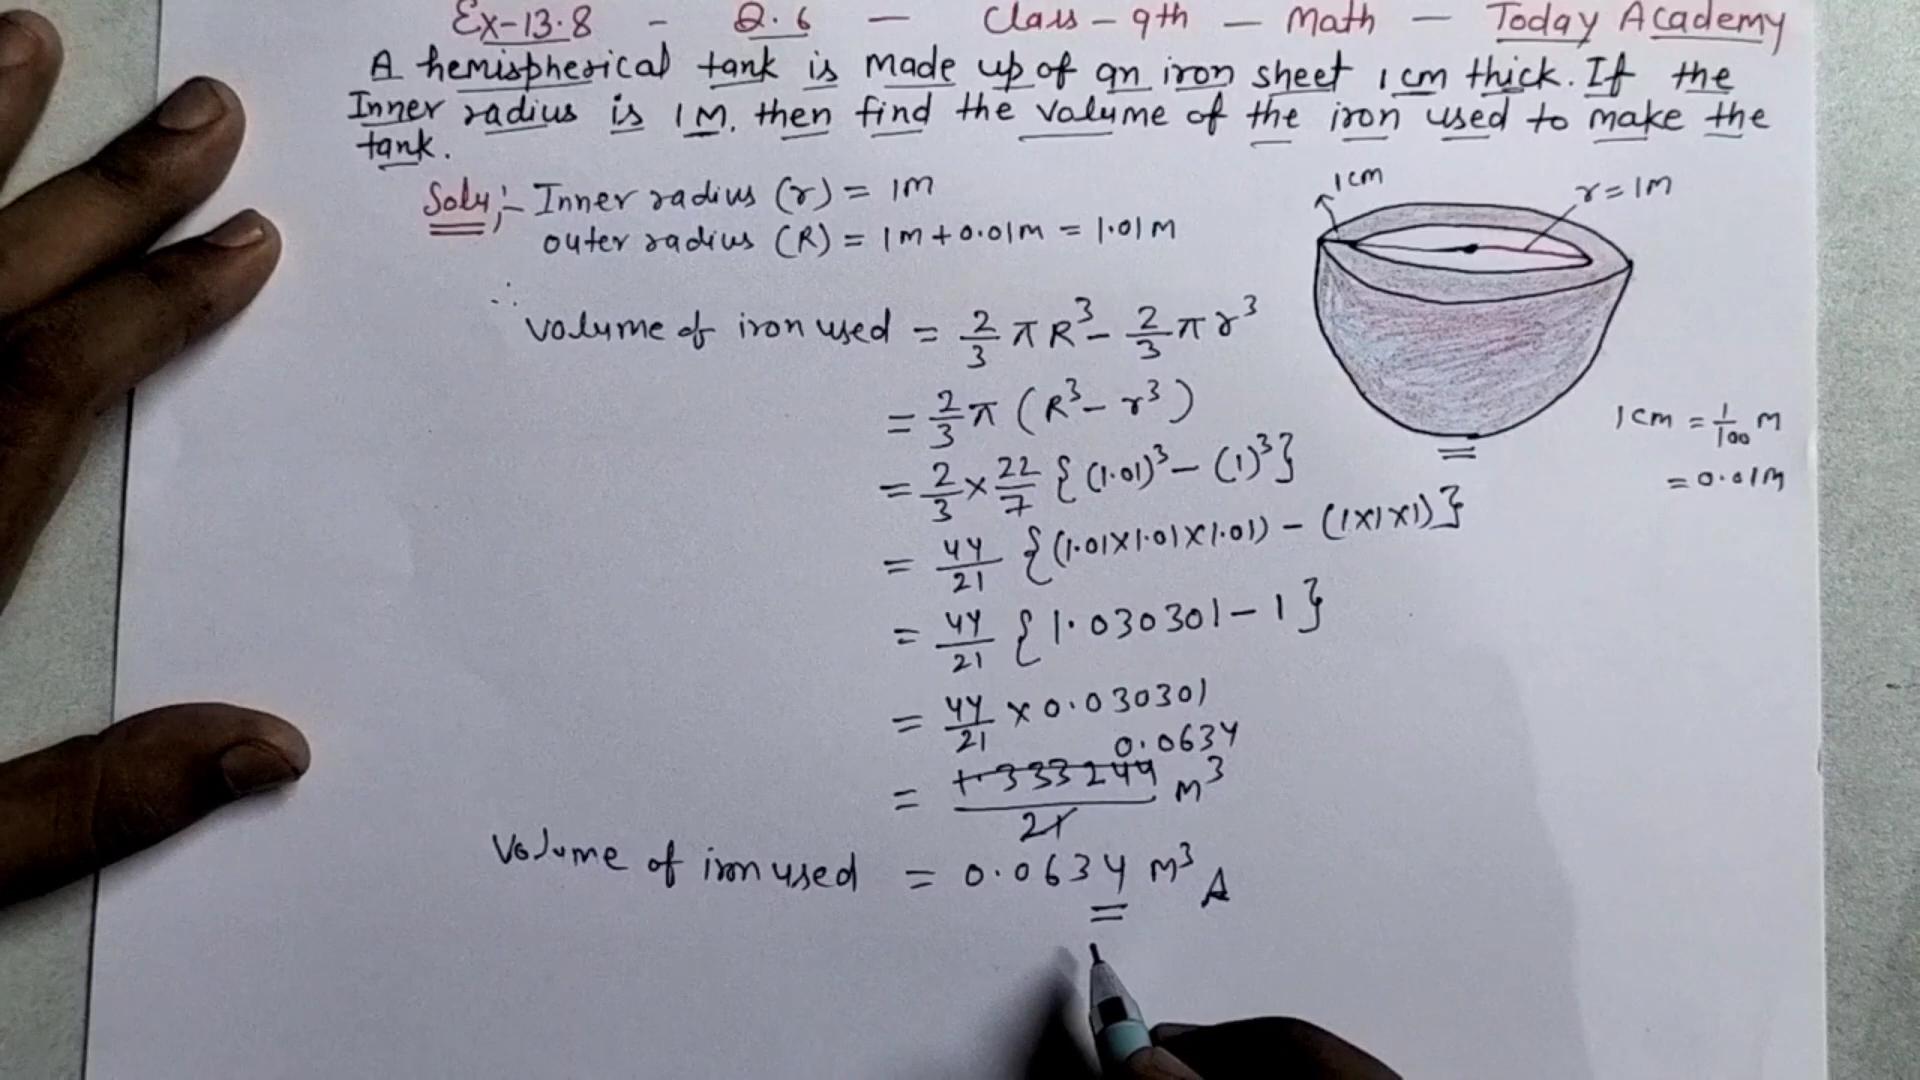 Ex-13.8 - Q.6 - Class-9th - Math - Today Academy
A hemispherical tank is made up of an iron sheet 1cm thick. If the
Inner radius is 1M. then find the volume of the iron used to make the
tank.
Soln:- Inner radius (r) = 1M
outer radius (R) = 1M+0.01M = 1.01M
∴ volume of iron used = 2/3 πR³ - 2/3 πr³
= 2/3 π (R³ - r³)
= 2/3 × 22/7 {(1.01)³ - (1)³}
= 44/21 {(1.01×1.01×1.01) - (1×1×1)}
= 44/21 {1.030301 - 1}
= 44/21 × 0.030301
0.0634
= 1.333244/21 M³
Volume of iron used = 0.0634 M³ A
1cm
r=1M
1cm = 1/100 M
= 0.01M